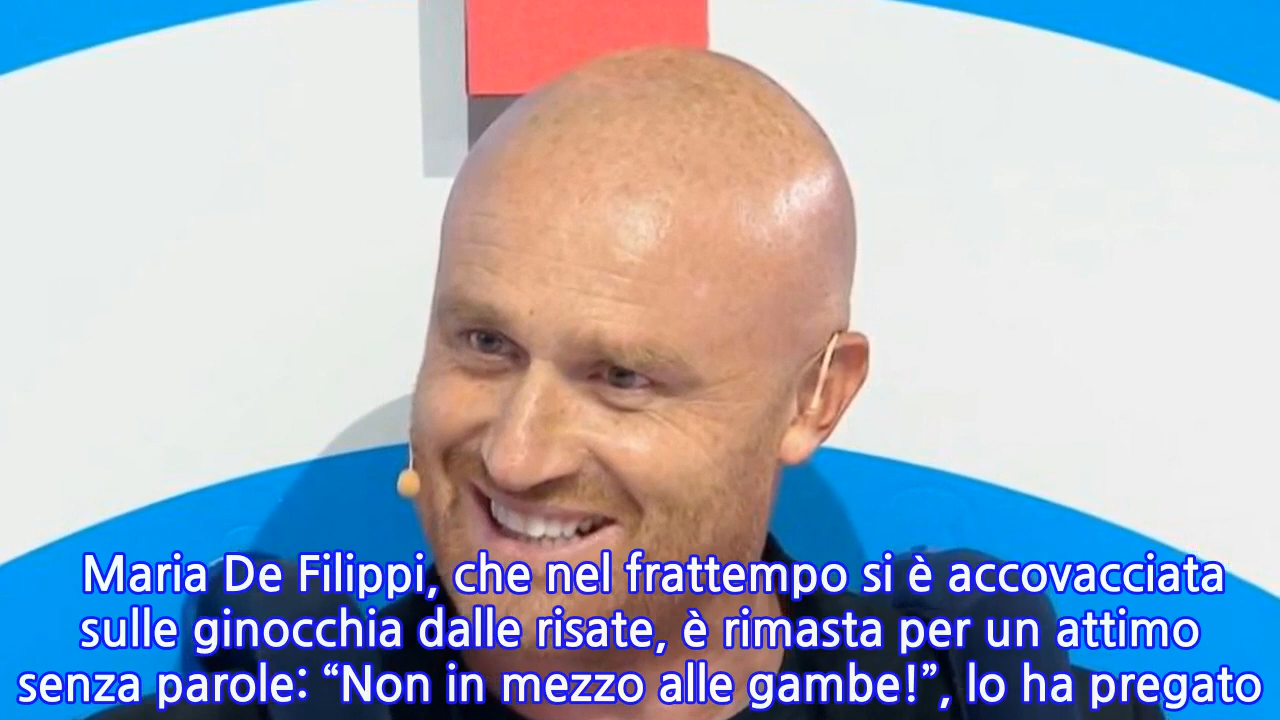 Maria De Filippi, che nel frattempo si è accovacciata
sulle ginocchia dalle risate, è rimasta per un attimo
senza parole: “Non in mezzo alle gambe!”, lo ha pregato